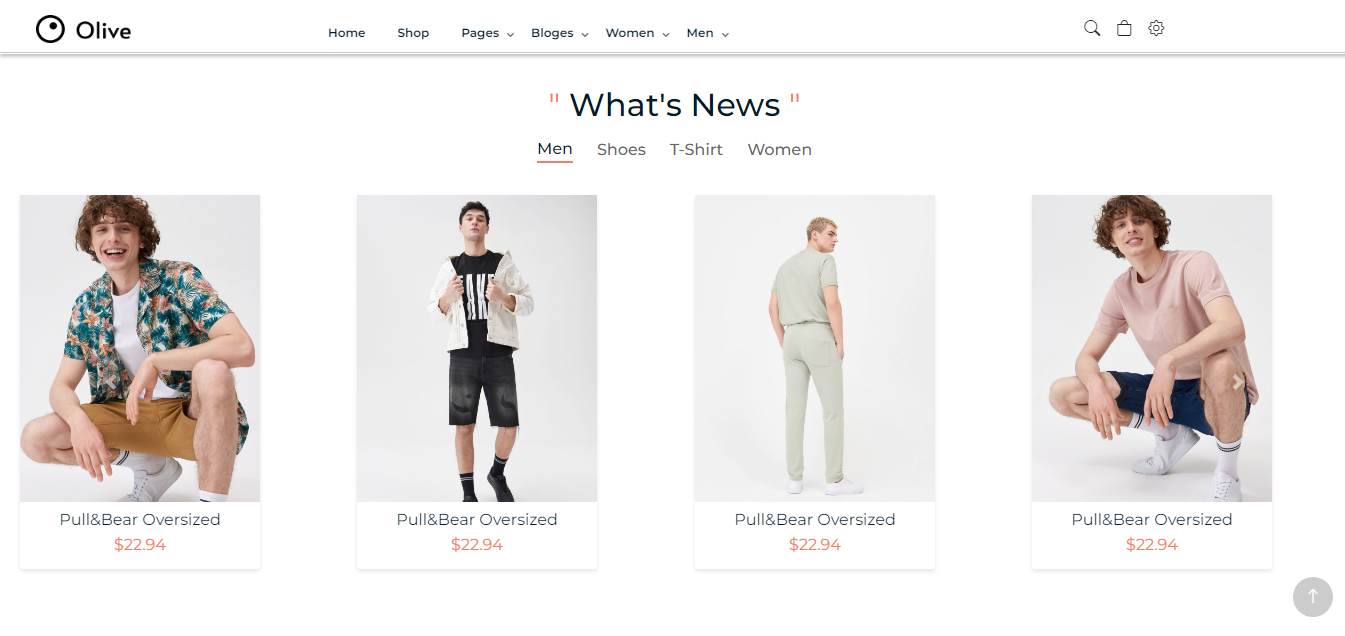 Olive
Home Shop Pages Bloges Women Men
" What's News "
Men Shoes T-Shirt Women
Pull&Bear Oversized Pull&Bear Oversized Pull&Bear Oversized Pull&Bear Oversized
$22.94 $22.94 $22.94 $22.94